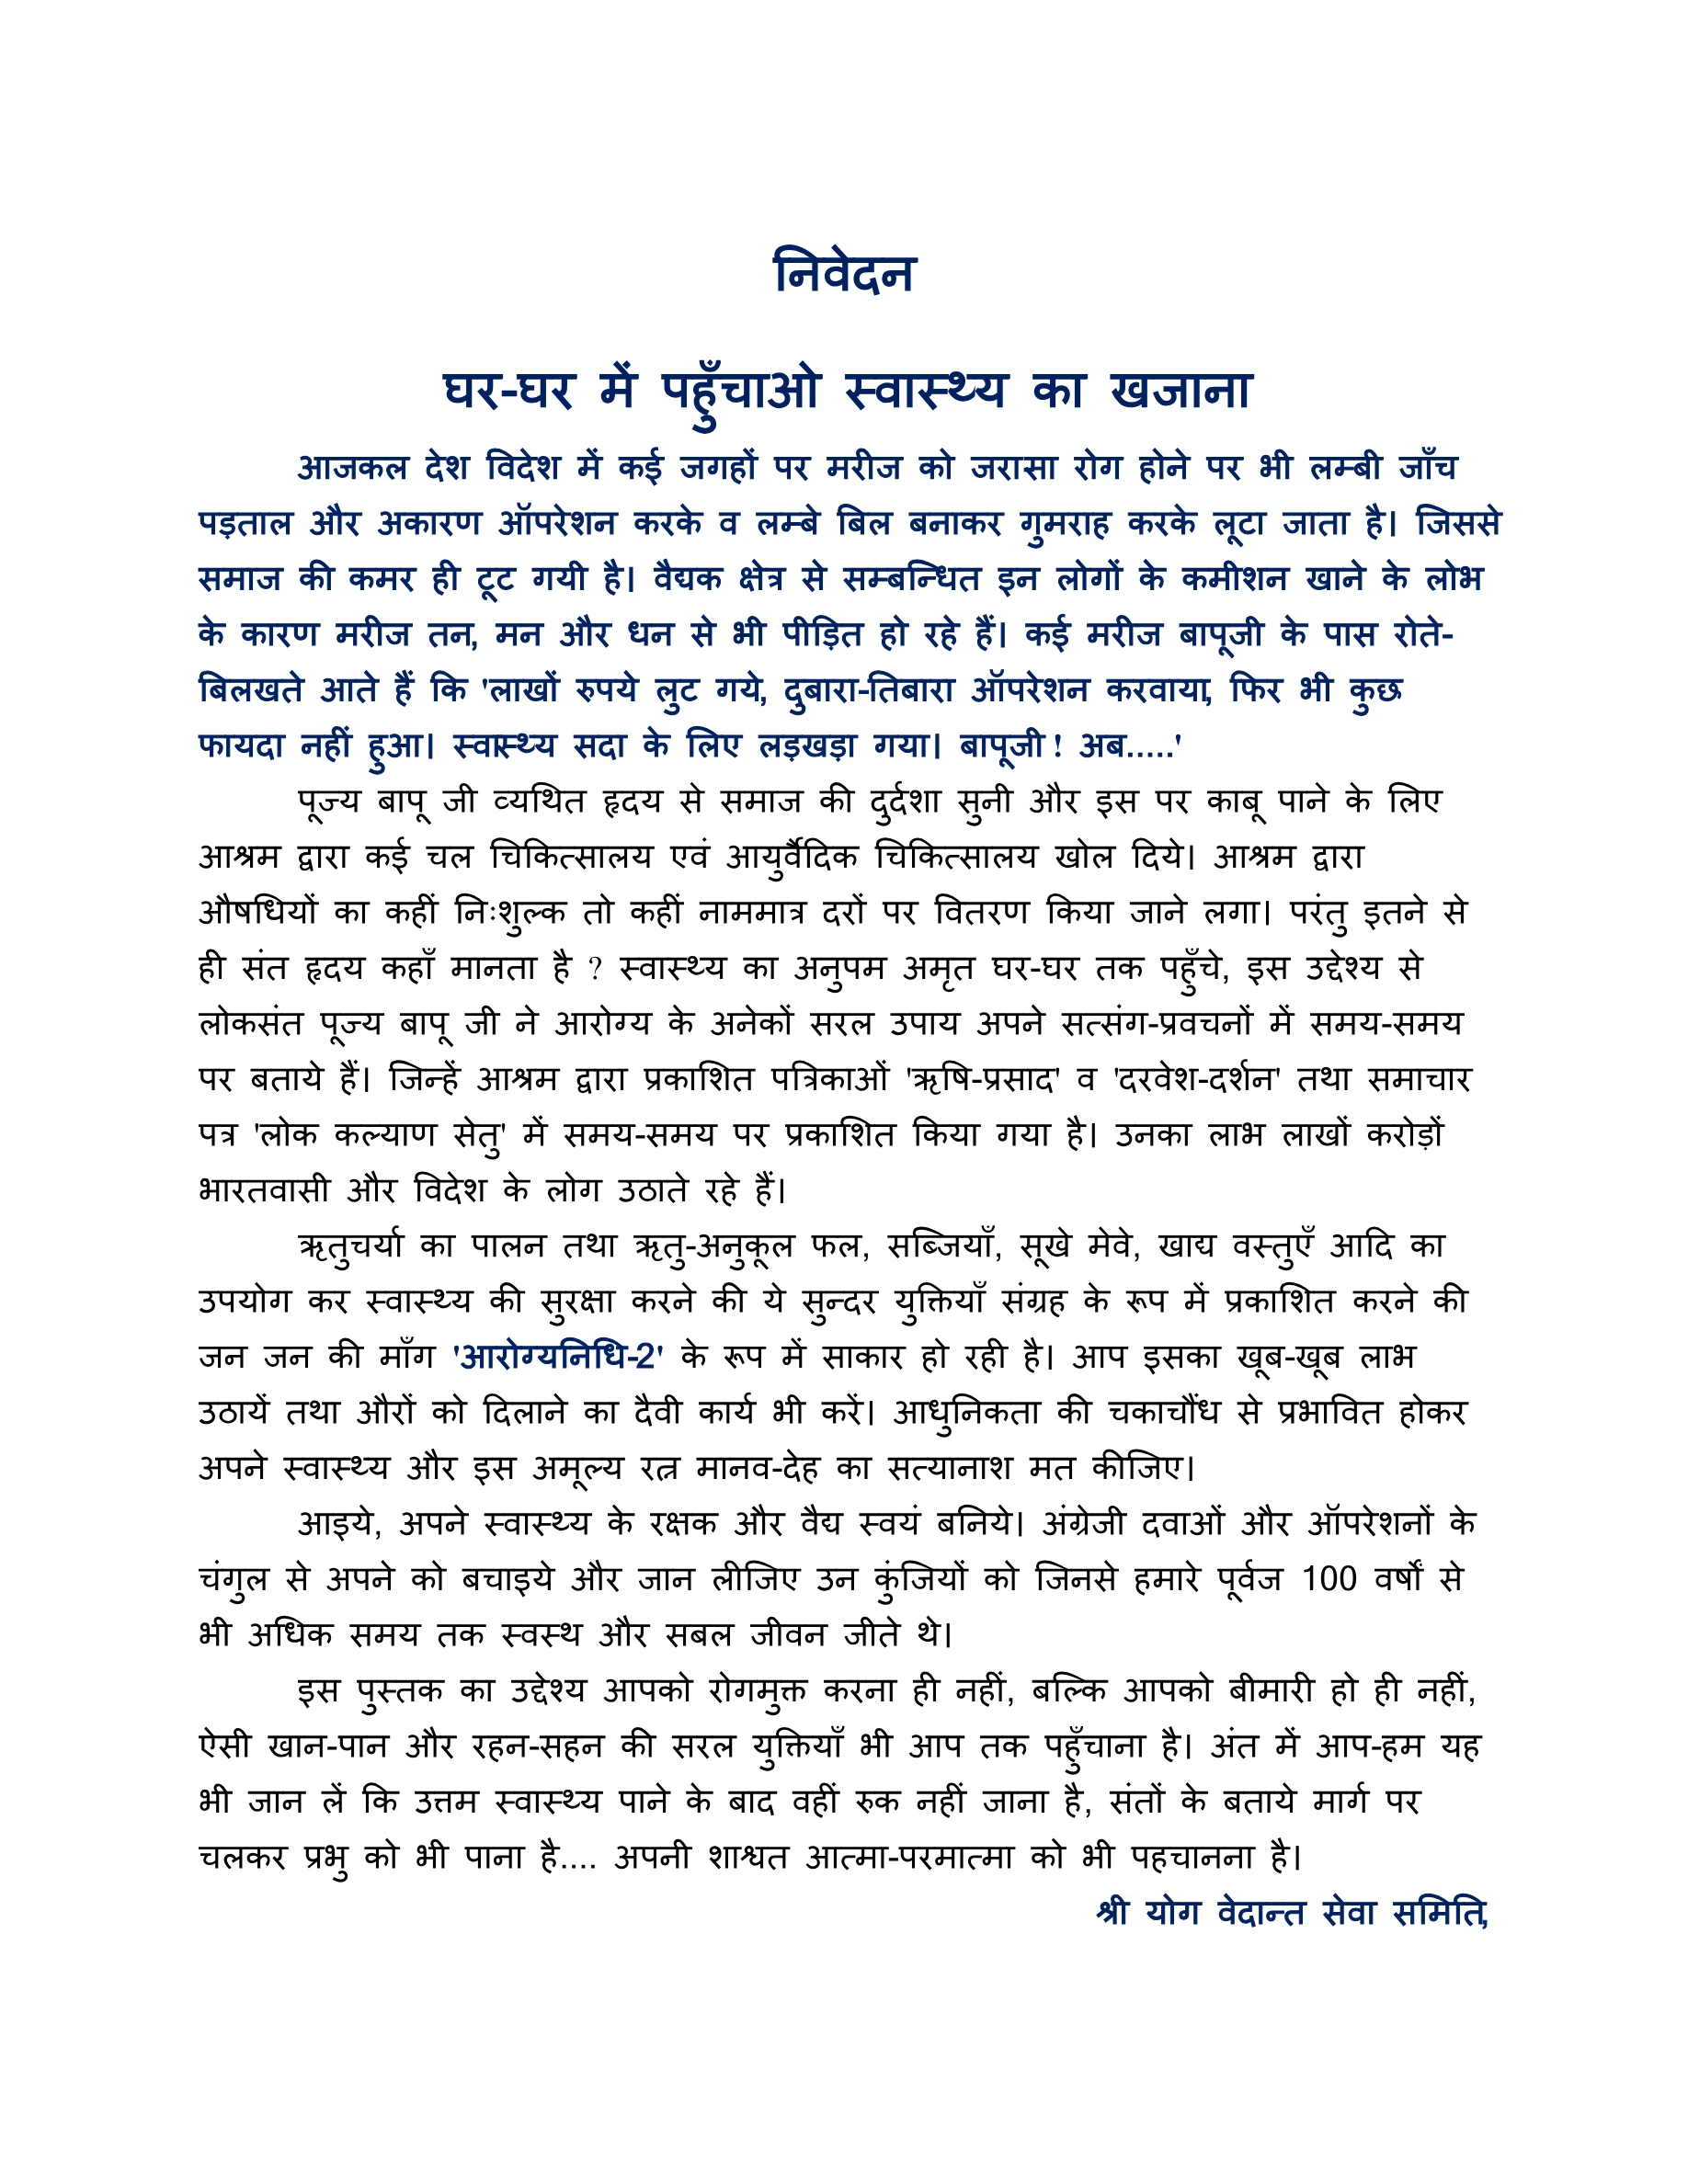 निवेदन
घर-घर में पहुँचाओ स्वास्थ्य का खजाना
आजकल देश विदेश में कई जगहों पर मरीज को जरासा रोग होने पर भी लम्बी जाँच
पड़ताल और अकारण ऑपरेशन करके व लम्बे बिल बनाकर गुमराह करके लूटा जाता है। जिससे
समाज की कमर ही टूट गयी है। वैद्यक क्षेत्र से सम्बन्धित इन लोगों के कमीशन खाने के लोभ
के कारण मरीज तन, मन और धन से भी पीड़ित हो रहे हैं। कई मरीज बापूजी के पास रोते-
बिलखते आते हैं कि 'लाखों रुपये लुट गये, दुबारा-तिबारा ऑपरेशन करवाया, फिर भी कुछ
फायदा नहीं हुआ। स्वास्थ्य सदा के लिए लड़खड़ा गया। बापूजी ! अब.....'
पूज्य बापू जी व्यथित हृदय से समाज की दुर्दशा सुनी और इस पर काबू पाने के लिए
आश्रम द्वारा कई चल चिकित्सालय एवं आयुर्वैदिक चिकित्सालय खोल दिये। आश्रम द्वारा
औषधियों का कहीं निःशुल्क तो कहीं नाममात्र दरों पर वितरण किया जाने लगा। परंतु इतने से
ही संत हृदय कहाँ मानता है ? स्वास्थ्य का अनुपम अमृत घर-घर तक पहुँचे, इस उद्देश्य से
लोकसंत पूज्य बापू जी ने आरोग्य के अनेकों सरल उपाय अपने सत्संग-प्रवचनों में समय-समय
पर बताये हैं। जिन्हें आश्रम द्वारा प्रकाशित पत्रिकाओं 'ऋषि-प्रसाद' व 'दरवेश-दर्शन' तथा समाचार
पत्र 'लोक कल्याण सेतु' में समय-समय पर प्रकाशित किया गया है। उनका लाभ लाखों करोड़ों
भारतवासी और विदेश के लोग उठाते रहे हैं।
ऋतुचर्या का पालन तथा ऋतु-अनुकूल फल, सब्जियाँ, सूखे मेवे, खाद्य वस्तुएँ आदि का
उपयोग कर स्वास्थ्य की सुरक्षा करने की ये सुन्दर युक्तियाँ संग्रह के रूप में प्रकाशित करने की
जन जन की माँग 'आरोग्यनिधि-2' के रूप में साकार हो रही है। आप इसका खूब-खूब लाभ
उठायें तथा औरों को दिलाने का दैवी कार्य भी करें। आधुनिकता की चकाचौंध से प्रभावित होकर
अपने स्वास्थ्य और इस अमूल्य रत्न मानव-देह का सत्यानाश मत कीजिए।
आइये, अपने स्वास्थ्य के रक्षक और वैद्य स्वयं बनिये। अंग्रेजी दवाओं और ऑपरेशनों के
चंगुल से अपने को बचाइये और जान लीजिए उन कुंजियों को जिनसे हमारे पूर्वज 100 वर्षों से
भी अधिक समय तक स्वस्थ और सबल जीवन जीते थे।
इस पुस्तक का उद्देश्य आपको रोगमुक्त करना ही नहीं, बल्कि आपको बीमारी हो ही नहीं,
ऐसी खान-पान और रहन-सहन की सरल युक्तियाँ भी आप तक पहुँचाना है। अंत में आप-हम यह
भी जान लें कि उत्तम स्वास्थ्य पाने के बाद वहीं रुक नहीं जाना है, संतों के बताये मार्ग पर
चलकर प्रभु को भी पाना है.... अपनी शाश्वत आत्मा-परमात्मा को भी पहचानना है।
श्री योग वेदान्त सेवा समिति,